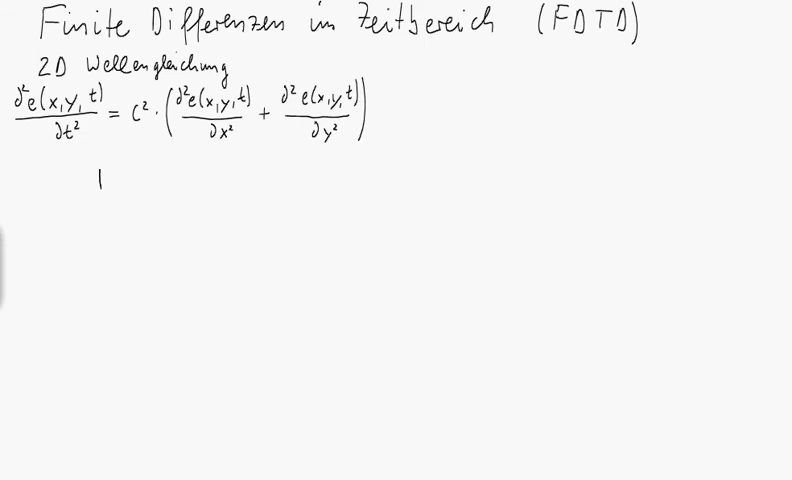 Finite Differenzen im Zeitbereich (FDTD)
2D Wellengleichung
∂²e(x,y,t)/∂t² = c² · (∂²e(x,y,t)/∂x² + ∂²e(x,y,t)/∂y²)